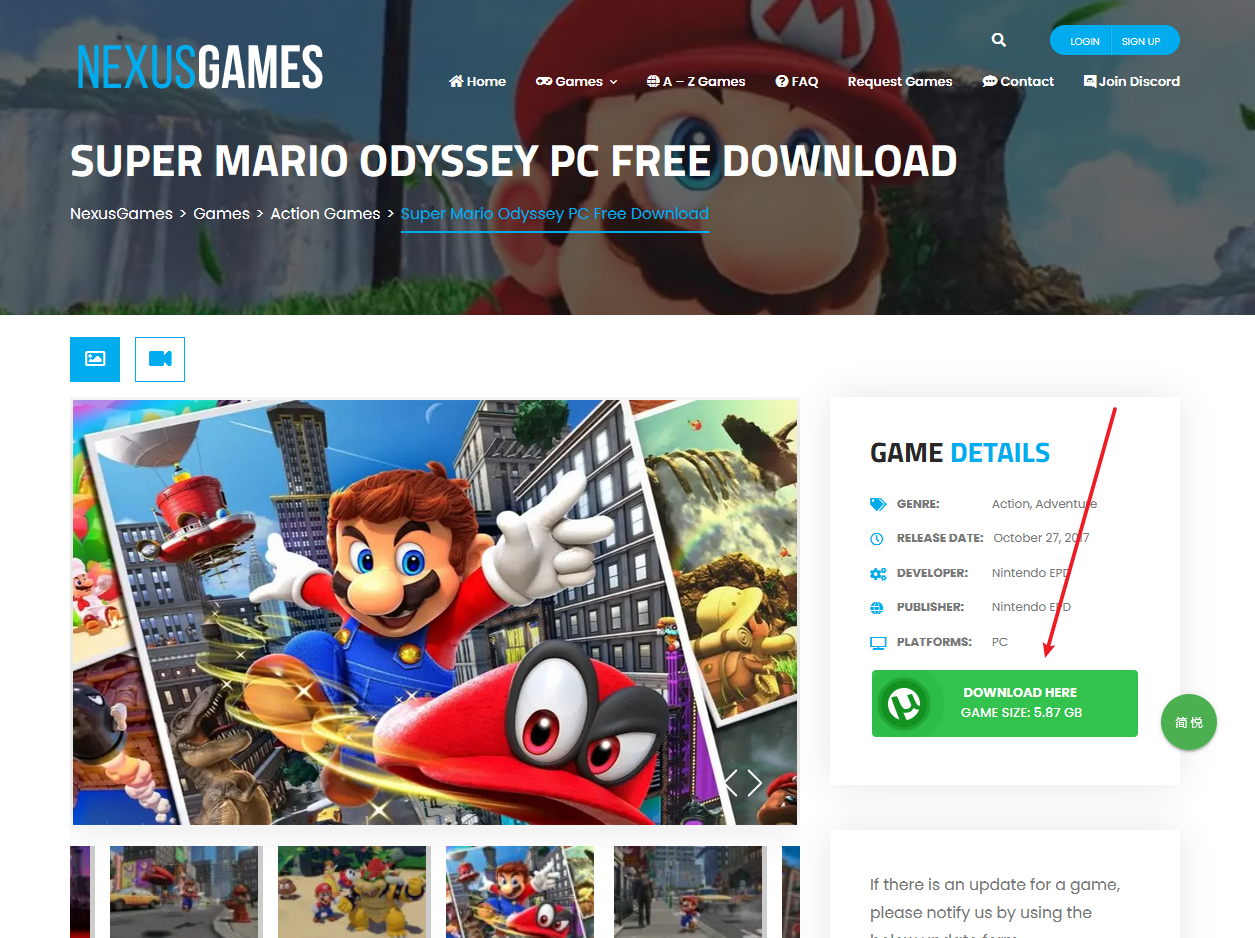 NEXUSGAMES
LOGIN
SIGN UP
Home
Games
A – Z Games
FAQ
Request Games
Contact
Join Discord
SUPER MARIO ODYSSEY PC FREE DOWNLOAD
NexusGames > Games > Action Games > Super Mario Odyssey PC Free Download
GAME DETAILS
GENRE: Action, Adventure
RELEASE DATE: October 27, 2017
DEVELOPER: Nintendo EPD
PUBLISHER: Nintendo EPD
PLATFORMS: PC
DOWNLOAD HERE
GAME SIZE: 5.87 GB
简悦
If there is an update for a game,
please notify us by using the
below update form